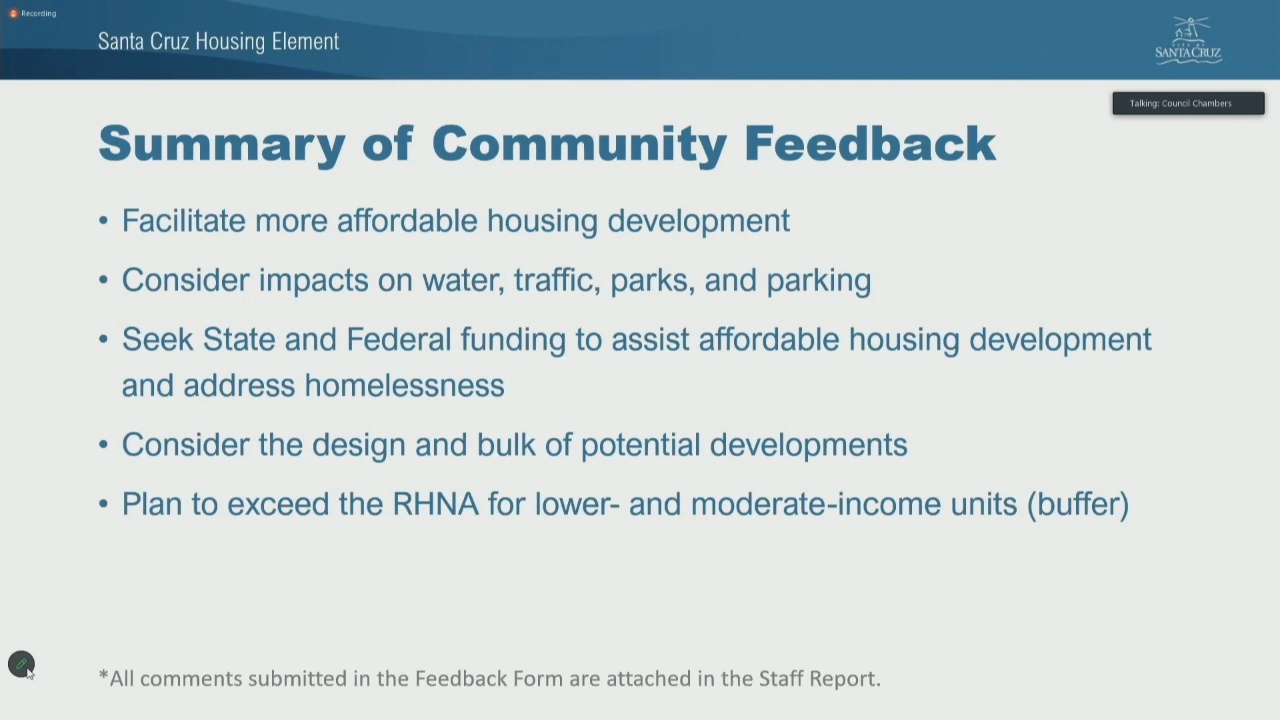 Recording
Santa Cruz Housing Element
CITY OF
SANTA CRUZ
Talking: Council Chambers
Summary of Community Feedback
• Facilitate more affordable housing development
• Consider impacts on water, traffic, parks, and parking
• Seek State and Federal funding to assist affordable housing development
and address homelessness
• Consider the design and bulk of potential developments
• Plan to exceed the RHNA for lower- and moderate-income units (buffer)
*All comments submitted in the Feedback Form are attached in the Staff Report.